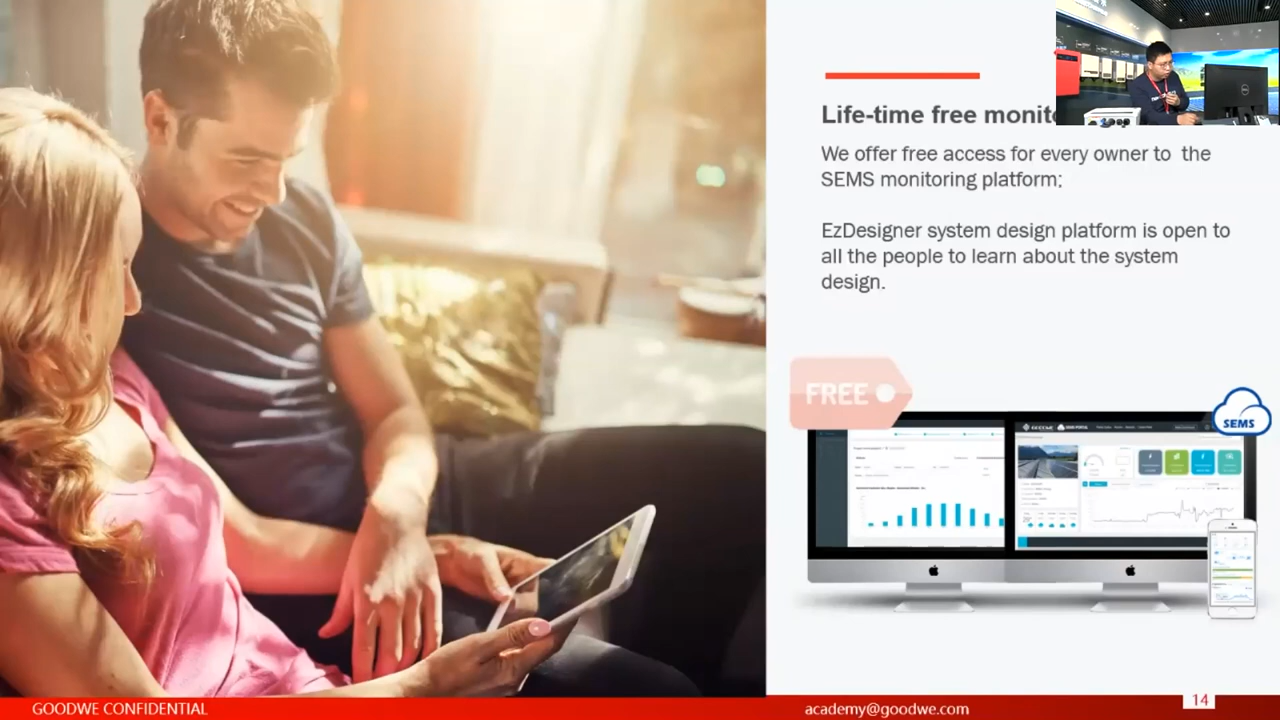 Life-time free
We offer free access for every owner to the
SEMS monitoring platform;
EzDesigner system design platform is open to
all the people to learn about the system
design.
FREE
SEMS
GOODWE CONFIDENTIAL
academy@goodwe.com
14